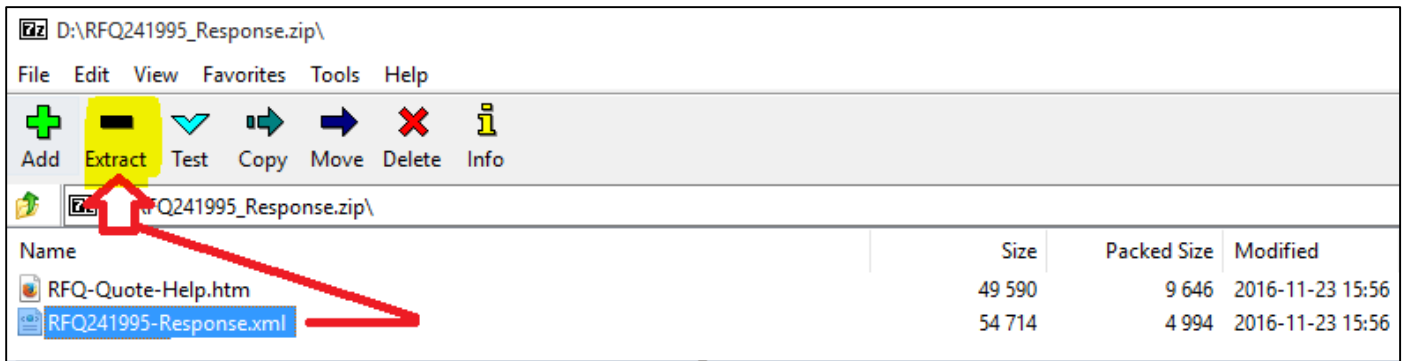 D:\RFQ241995_Response.zip\
File Edit View Favorites Tools Help
Add Extract Test Copy Move Delete Info
FQ241995_Response.zip\
Name Size Packed Size Modified
RFQ-Quote-Help.htm 49 590 9 646 2016-11-23 15:56
RFQ241995-Response.xml 54 714 4 994 2016-11-23 15:56